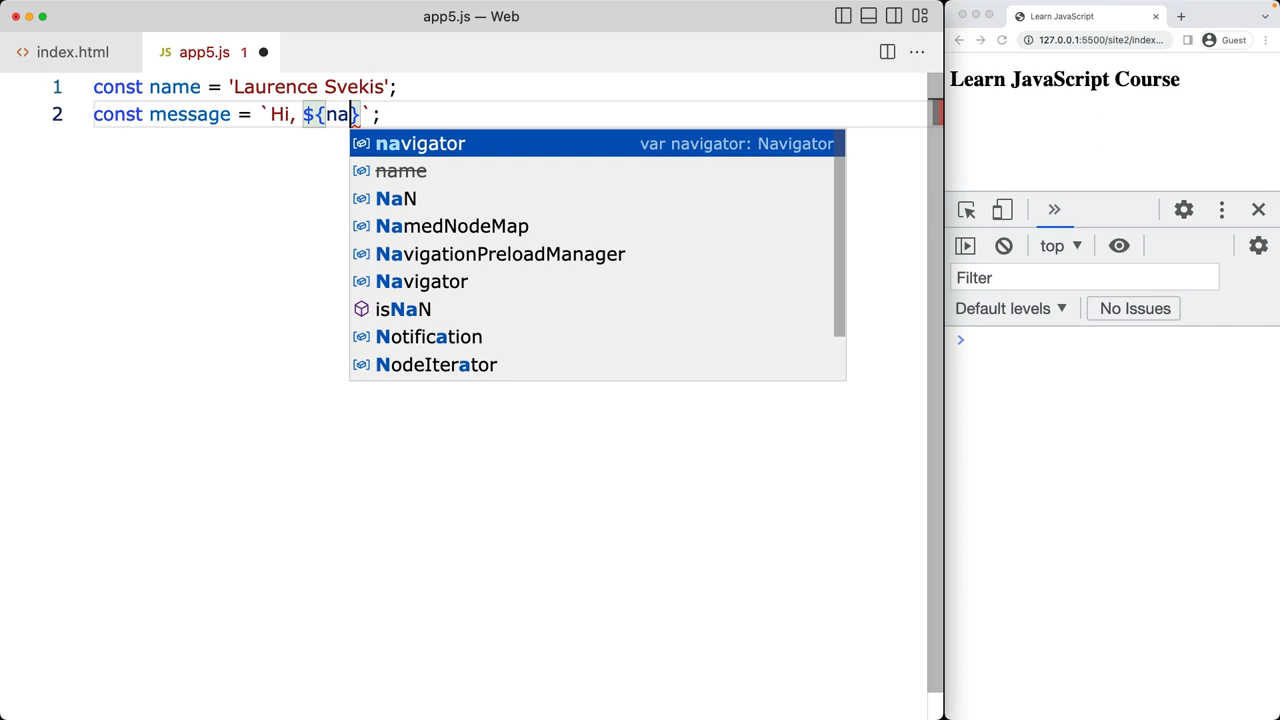 app5.js — Web
<> index.html
JS app5.js 1
1 const name = 'Laurence Svekis';
2 const message = `Hi, ${na}`;
navigator var navigator: Navigator
name
NaN
NamedNodeMap
NavigationPreloadManager
Navigator
isNaN
Notification
NodeIterator
Learn JavaScript
127.0.0.1:5500/site2/index...
Guest
Learn JavaScript Course
top
Filter
Default levels
No Issues